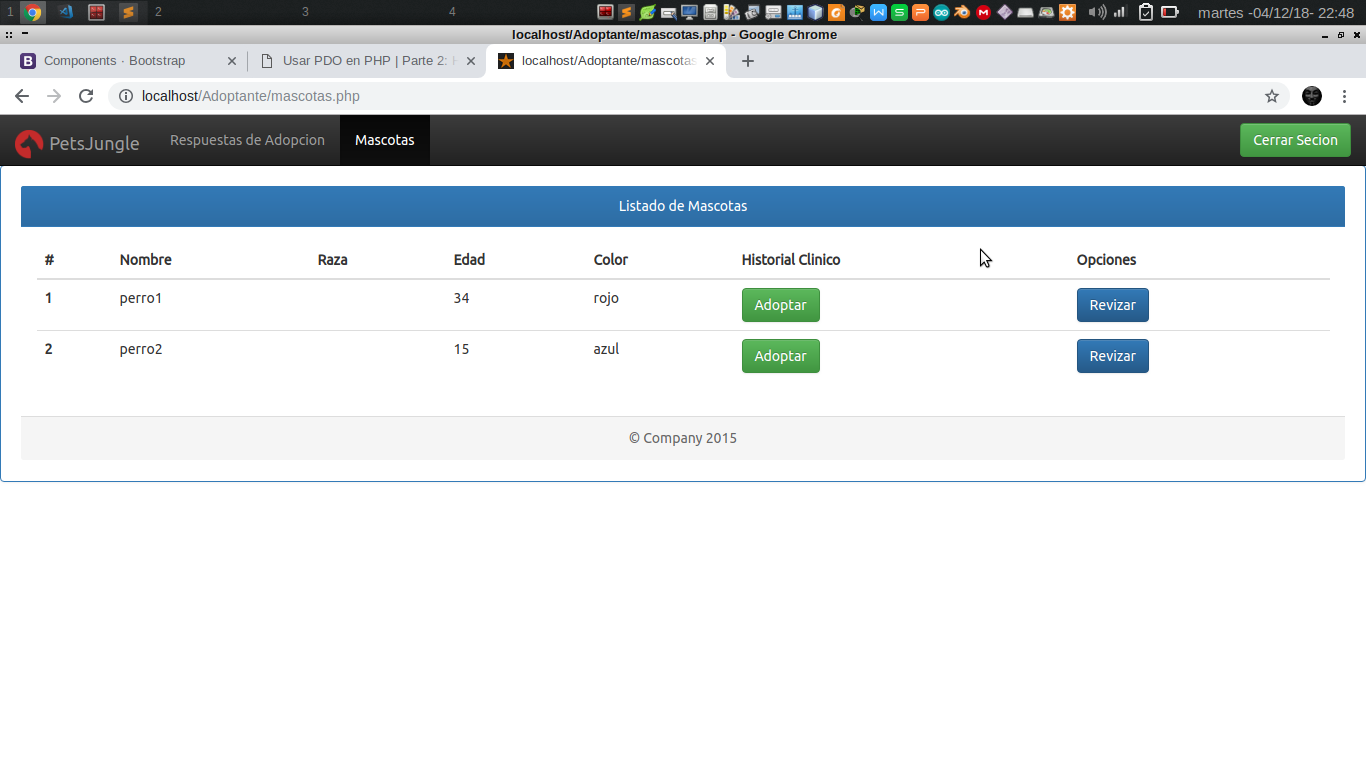 1 2 3 4 martes -04/12/18- 22:48
localhost/Adoptante/mascotas.php - Google Chrome
Components · Bootstrap
Usar PDO en PHP | Parte 2:
localhost/Adoptante/mascotas
localhost/Adoptante/mascotas.php
PetsJungle Respuestas de Adopcion Mascotas Cerrar Secion
Listado de Mascotas
# Nombre Raza Edad Color Historial Clinico Opciones
1 perro1 34 rojo Adoptar Revizar
2 perro2 15 azul Adoptar Revizar
© Company 2015